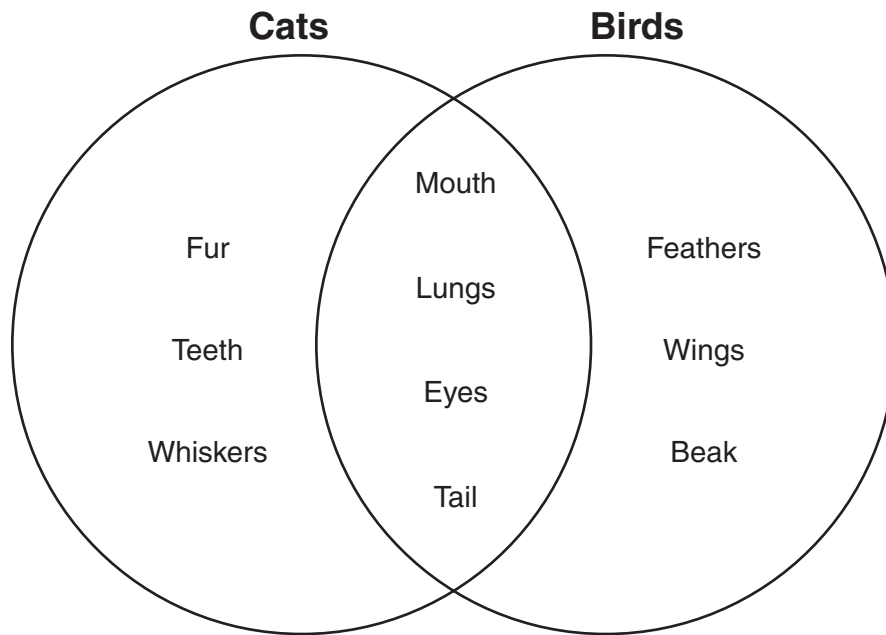 Cats
Birds
Mouth
Fur
Feathers
Lungs
Teeth
Wings
Eyes
Whiskers
Beak
Tail